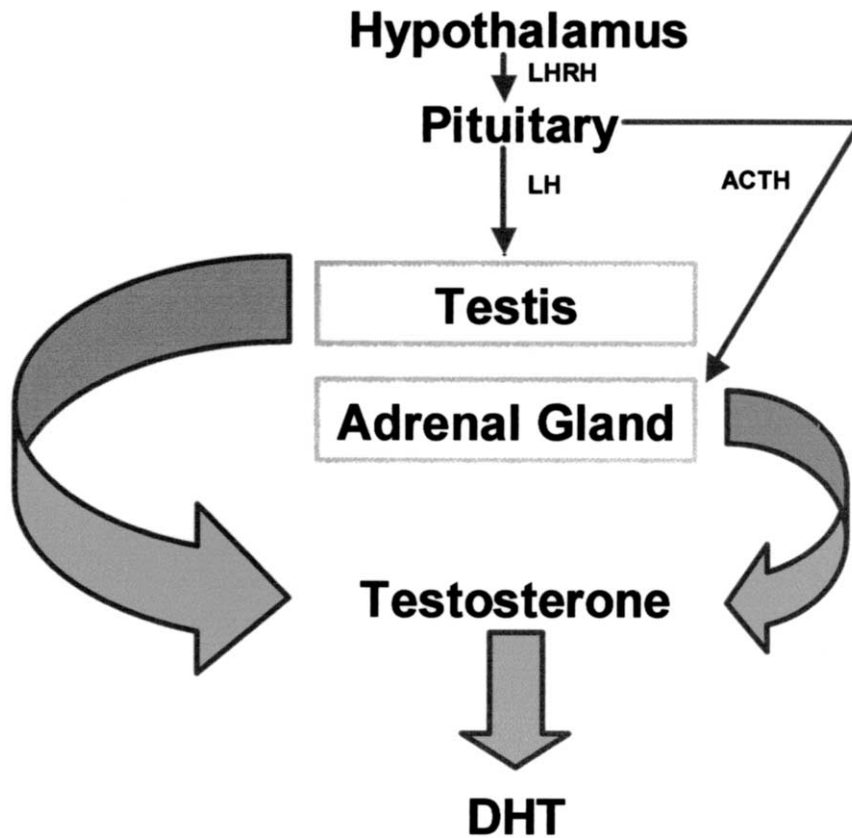 Hypothalamus
LHRH
Pituitary
LH
ACTH
Testis
Adrenal Gland
Testosterone
DHT